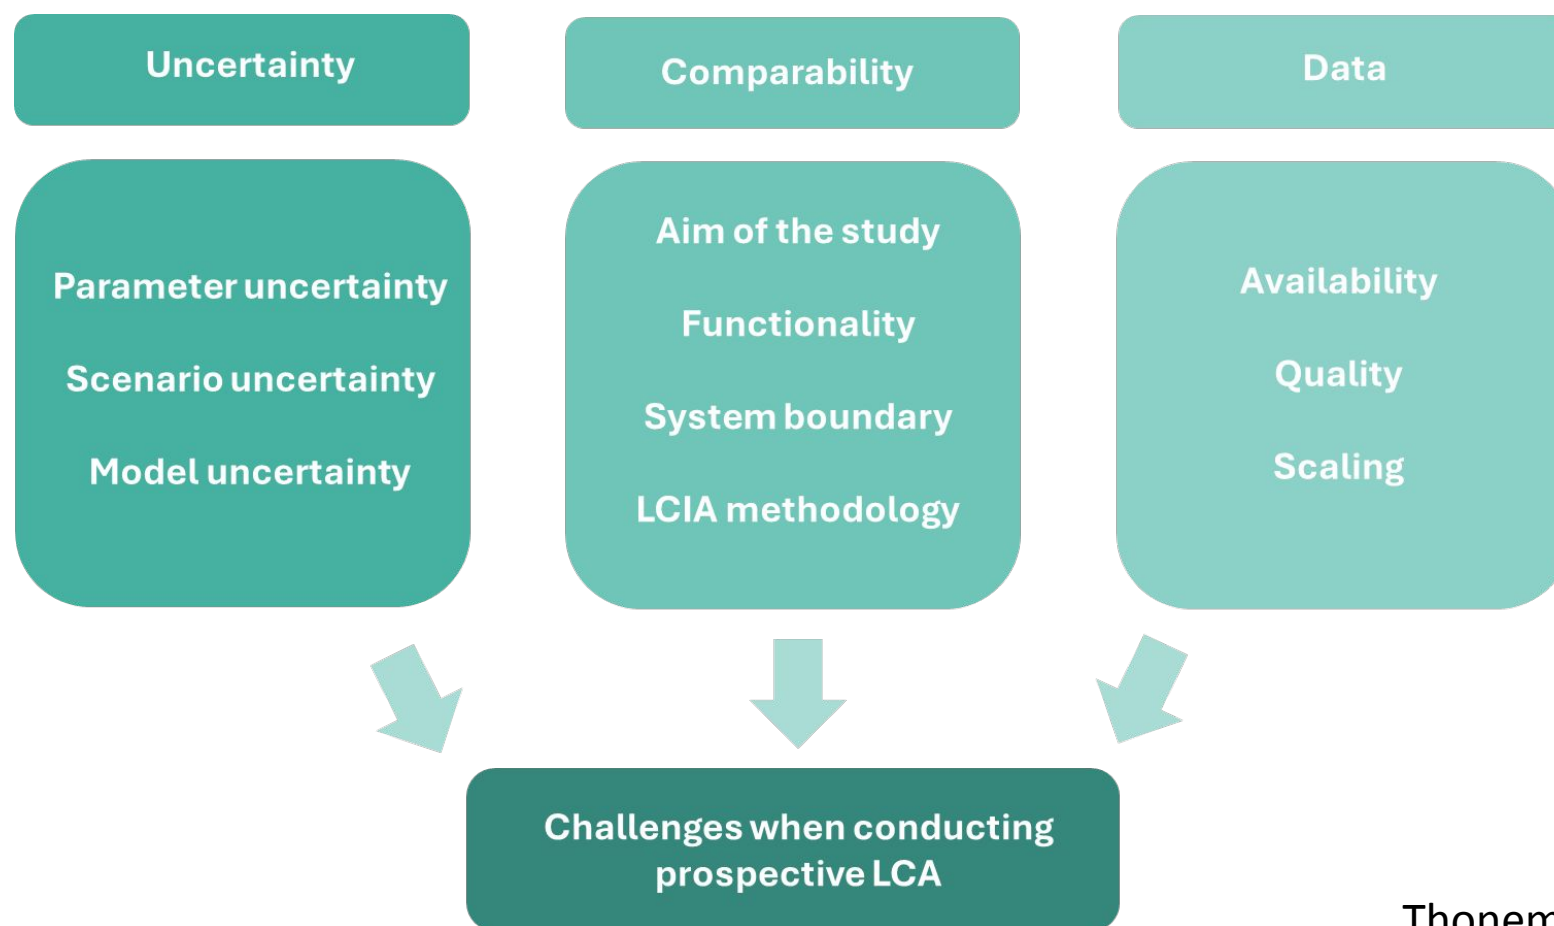 Uncertainty
Comparability
Data
Parameter uncertainty
Scenario uncertainty
Model uncertainty
Aim of the study
Functionality
System boundary
LCIA methodology
Availability
Quality
Scaling
Challenges when conducting
prospective LCA